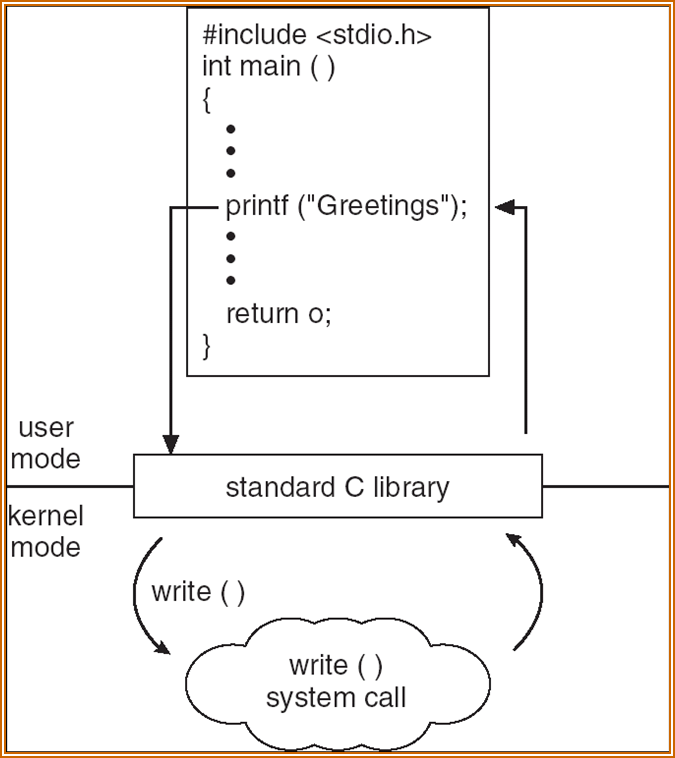 #include <stdio.h>
int main ( )
{
•
•
•
printf ("Greetings");
•
•
•
return o;
}
user
mode
standard C library
kernel
mode
write ( )
write ( )
system call